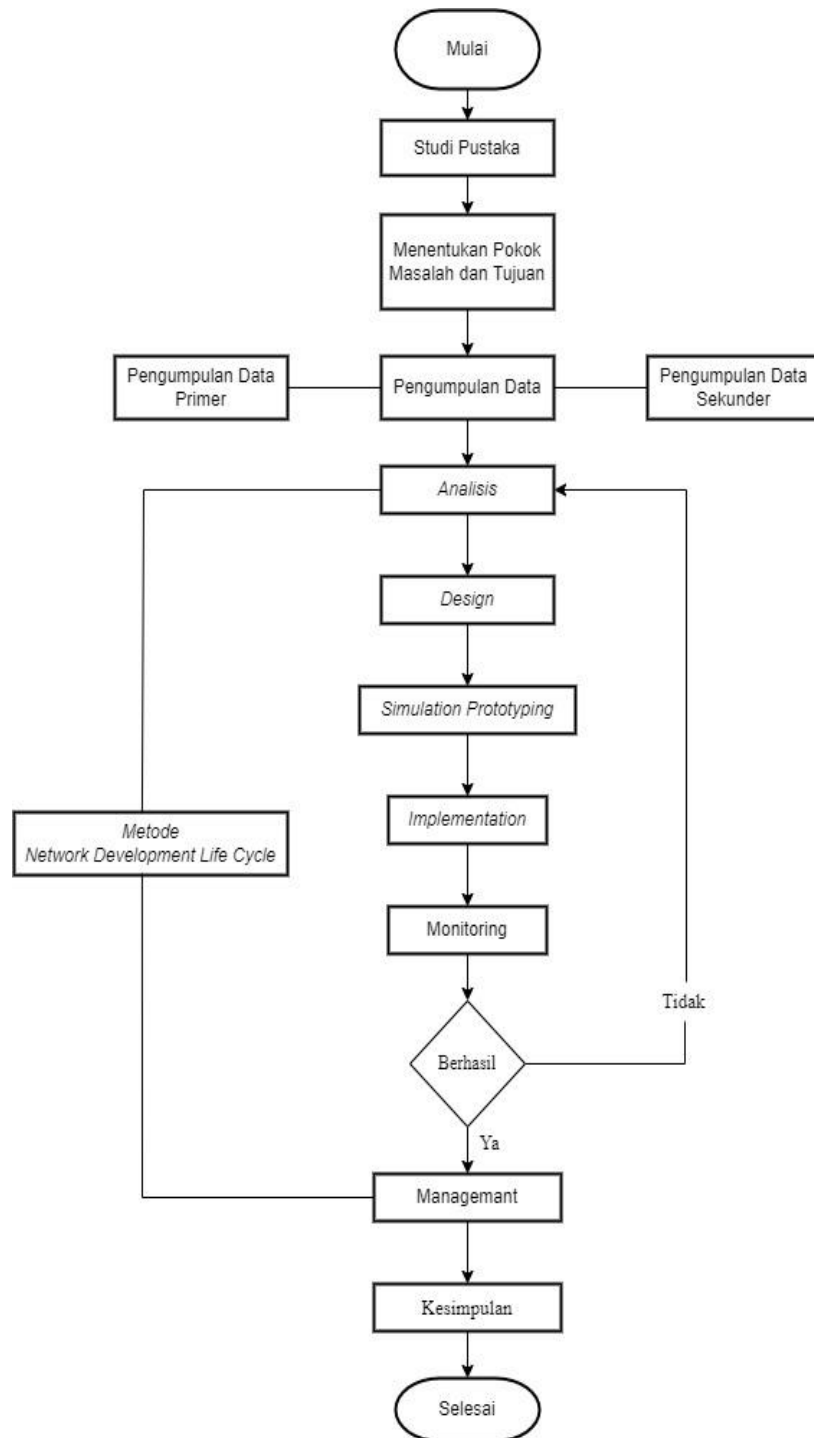 Mulai
Studi Pustaka
Menentukan Pokok
Masalah dan Tujuan
Pengumpulan Data
Primer
Pengumpulan Data
Pengumpulan Data
Sekunder
Analisis
Design
Simulation Prototyping
Implementation
Metode
Network Development Life Cycle
Monitoring
Tidak
Berhasil
Ya
Managemant
Kesimpulan
Selesai